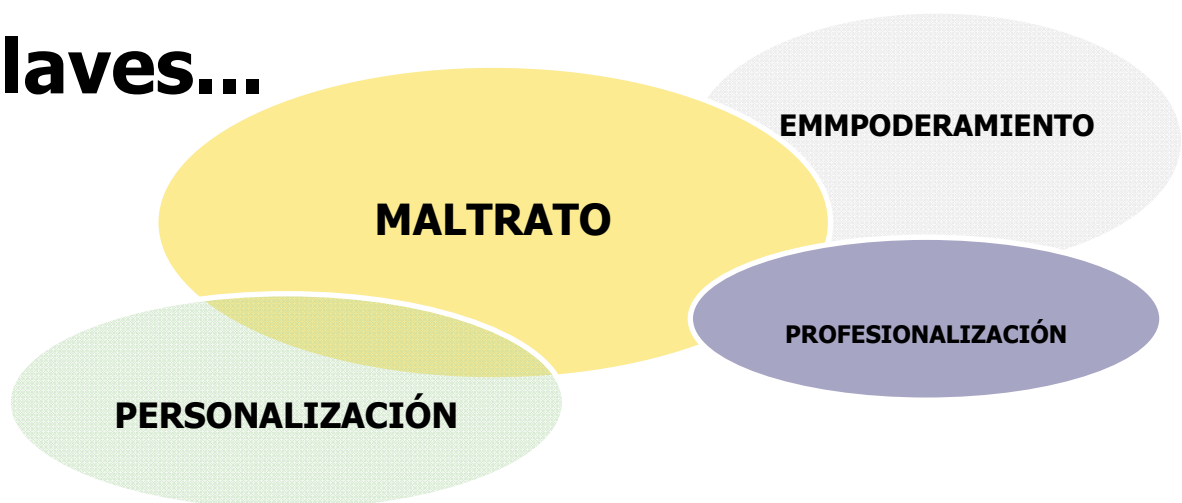 laves...
EMMPODERAMIENTO
MALTRATO
PROFESIONALIZACIÓN
PERSONALIZACIÓN